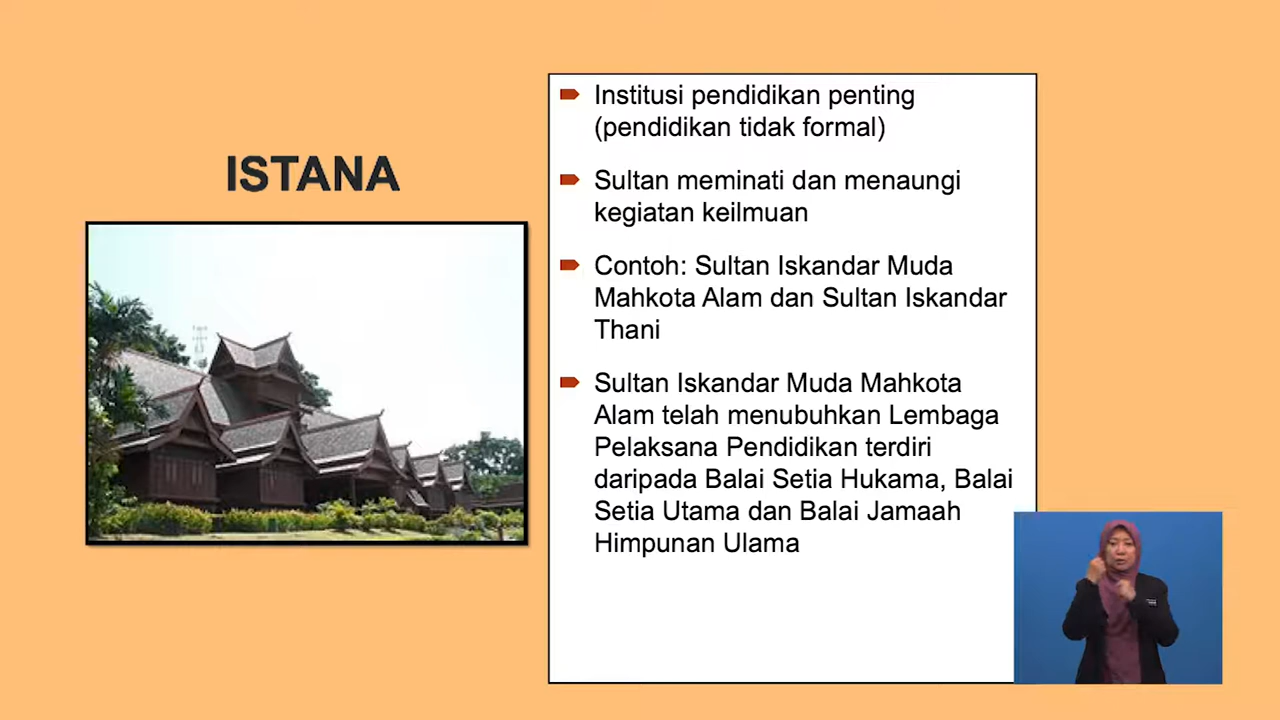 ISTANA
Institusi pendidikan penting
(pendidikan tidak formal)
Sultan meminati dan menaungi
kegiatan keilmuan
Contoh: Sultan Iskandar Muda
Mahkota Alam dan Sultan Iskandar
Thani
Sultan Iskandar Muda Mahkota
Alam telah menubuhkan Lembaga
Pelaksana Pendidikan terdiri
daripada Balai Setia Hukama, Balai
Setia Utama dan Balai Jamaah
Himpunan Ulama